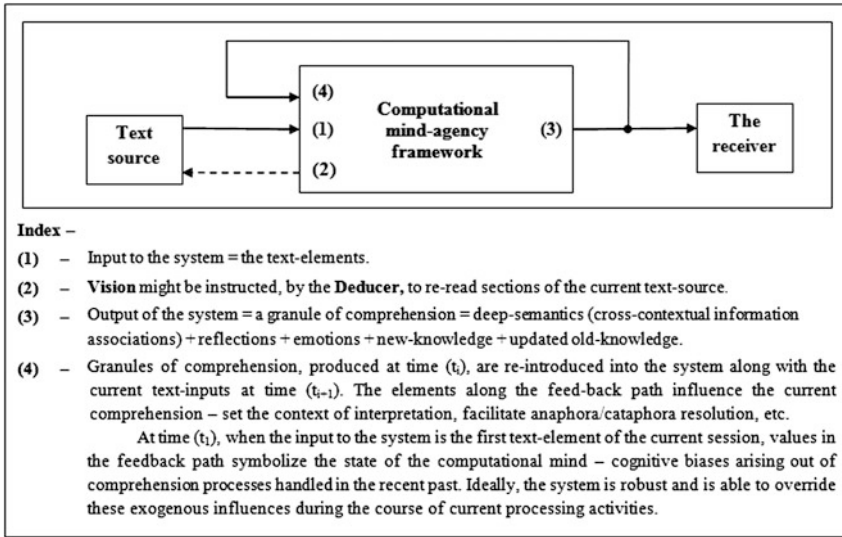 (4)
Computational
The
Text
(1)
mind-agency
(3)
receiver
source
framework
(2)
Index –
(1) – Input to the system = the text-elements.
(2) – Vision might be instructed, by the Deducer, to re-read sections of the current text-source.
(3) – Output of the system = a granule of comprehension = deep-semantics (cross-contextual information
associations) + reflections + emotions + new-knowledge + updated old-knowledge.
(4) – Granules of comprehension, produced at time (ti), are re-introduced into the system along with the
current text-inputs at time (ti+1). The elements along the feed-back path influence the current
comprehension – set the context of interpretation, facilitate anaphora/cataphora resolution, etc.
At time (t1), when the input to the system is the first text-element of the current session, values in
the feedback path symbolize the state of the computational mind – cognitive biases arising out of
comprehension processes handled in the recent past. Ideally, the system is robust and is able to override
these exogenous influences during the course of current processing activities.